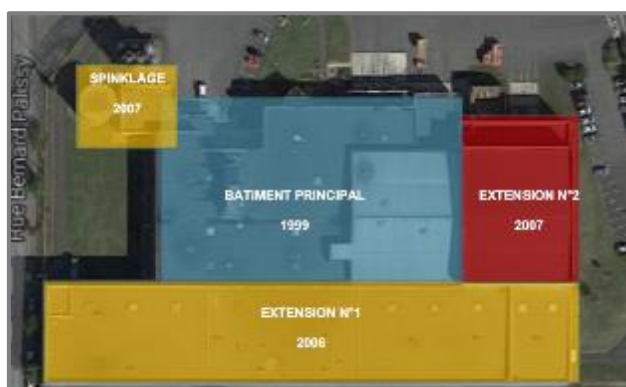 SPINKLAGE
2007
BATIMENT PRINCIPAL
1999
EXTENSION N°2
2007
EXTENSION N°1
2006
Rue Bernard Palissy